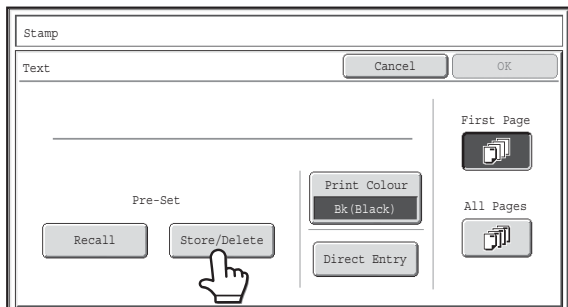 Stamp
Text
Cancel
OK
First Page
Print Colour
Bk(Black)
Pre-Set
All Pages
Recall
Store/Delete
Direct Entry